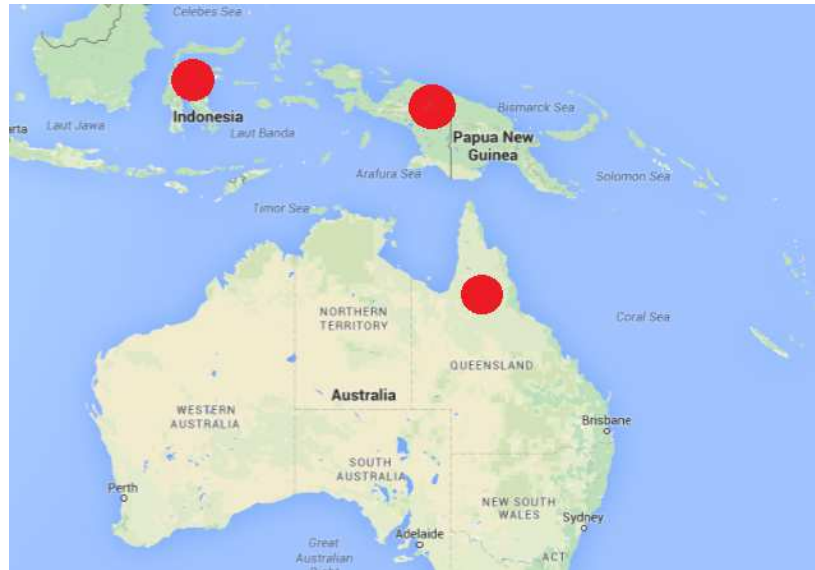 Celebes Sea
Indonesia
arta
Laut Jawa
Laut Banda
Bismarck Sea
Papua New
Guinea
Arafura Sea
Solomon Sea
Timor Sea
NORTHERN
TERRITORY
Coral Sea
QUEENSLAND
Australia
WESTERN
AUSTRALIA
Brisbane
SOUTH
AUSTRALIA
Perth
NEW SOUTH
WALES
Sydney
Adelaide
Great
Australian
ACT